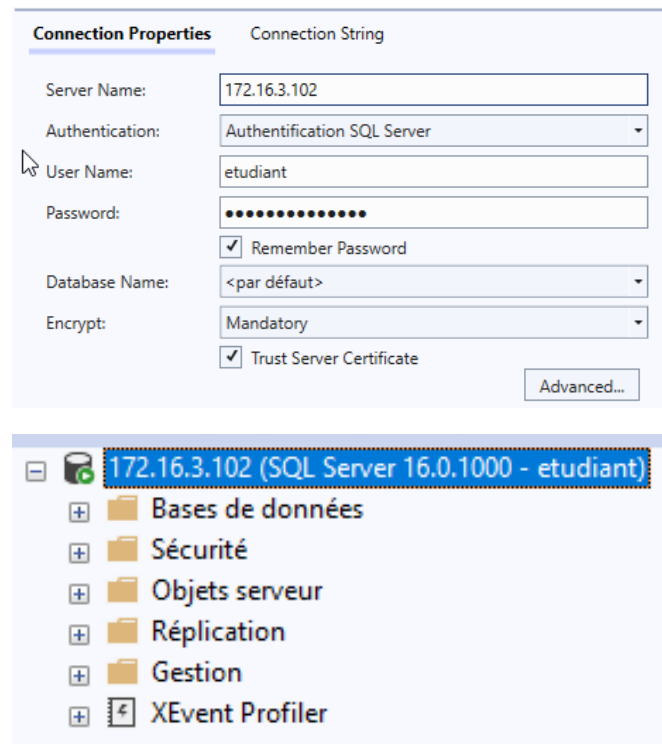 Connection Properties Connection String
Server Name: 172.16.3.102
Authentication: Authentification SQL Server
User Name: etudiant
Password: ●●●●●●●●●●●●●●
Remember Password
Database Name: <par défaut>
Encrypt: Mandatory
Trust Server Certificate
Advanced...
172.16.3.102 (SQL Server 16.0.1000 - etudiant)
Bases de données
Sécurité
Objets serveur
Réplication
Gestion
XEvent Profiler